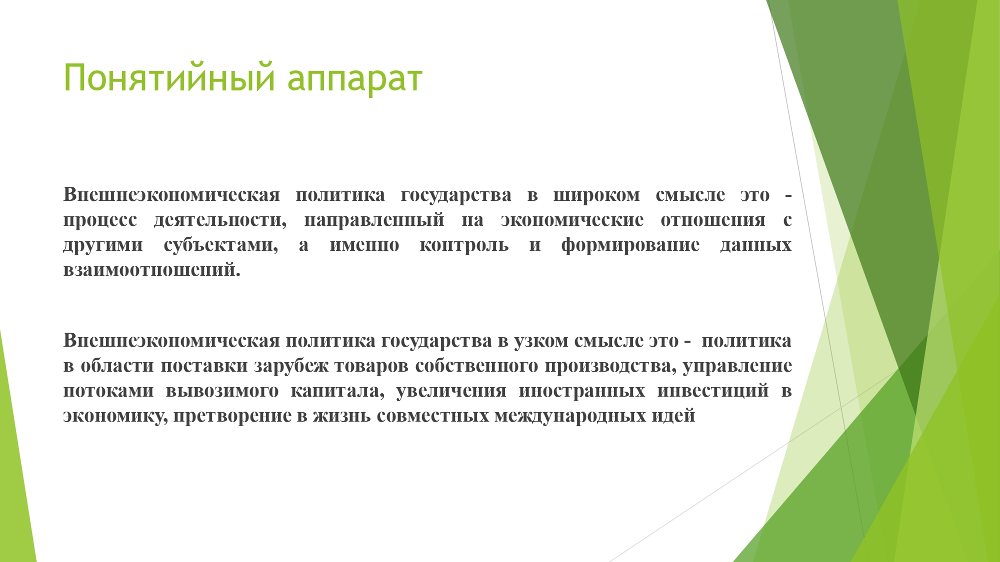 Понятийный аппарат
Внешнеэкономическая политика государства в широком смысле это -
процесс деятельности, направленный на экономические отношения с
другими субъектами, а именно контроль и формирование данных
взаимоотношений.
Внешнеэкономическая политика государства в узком смысле это -  политика
в области поставки зарубеж товаров собственного производства, управление
потоками вывозимого капитала, увеличения иностранных инвестиций в
экономику, претворение в жизнь совместных международных идей